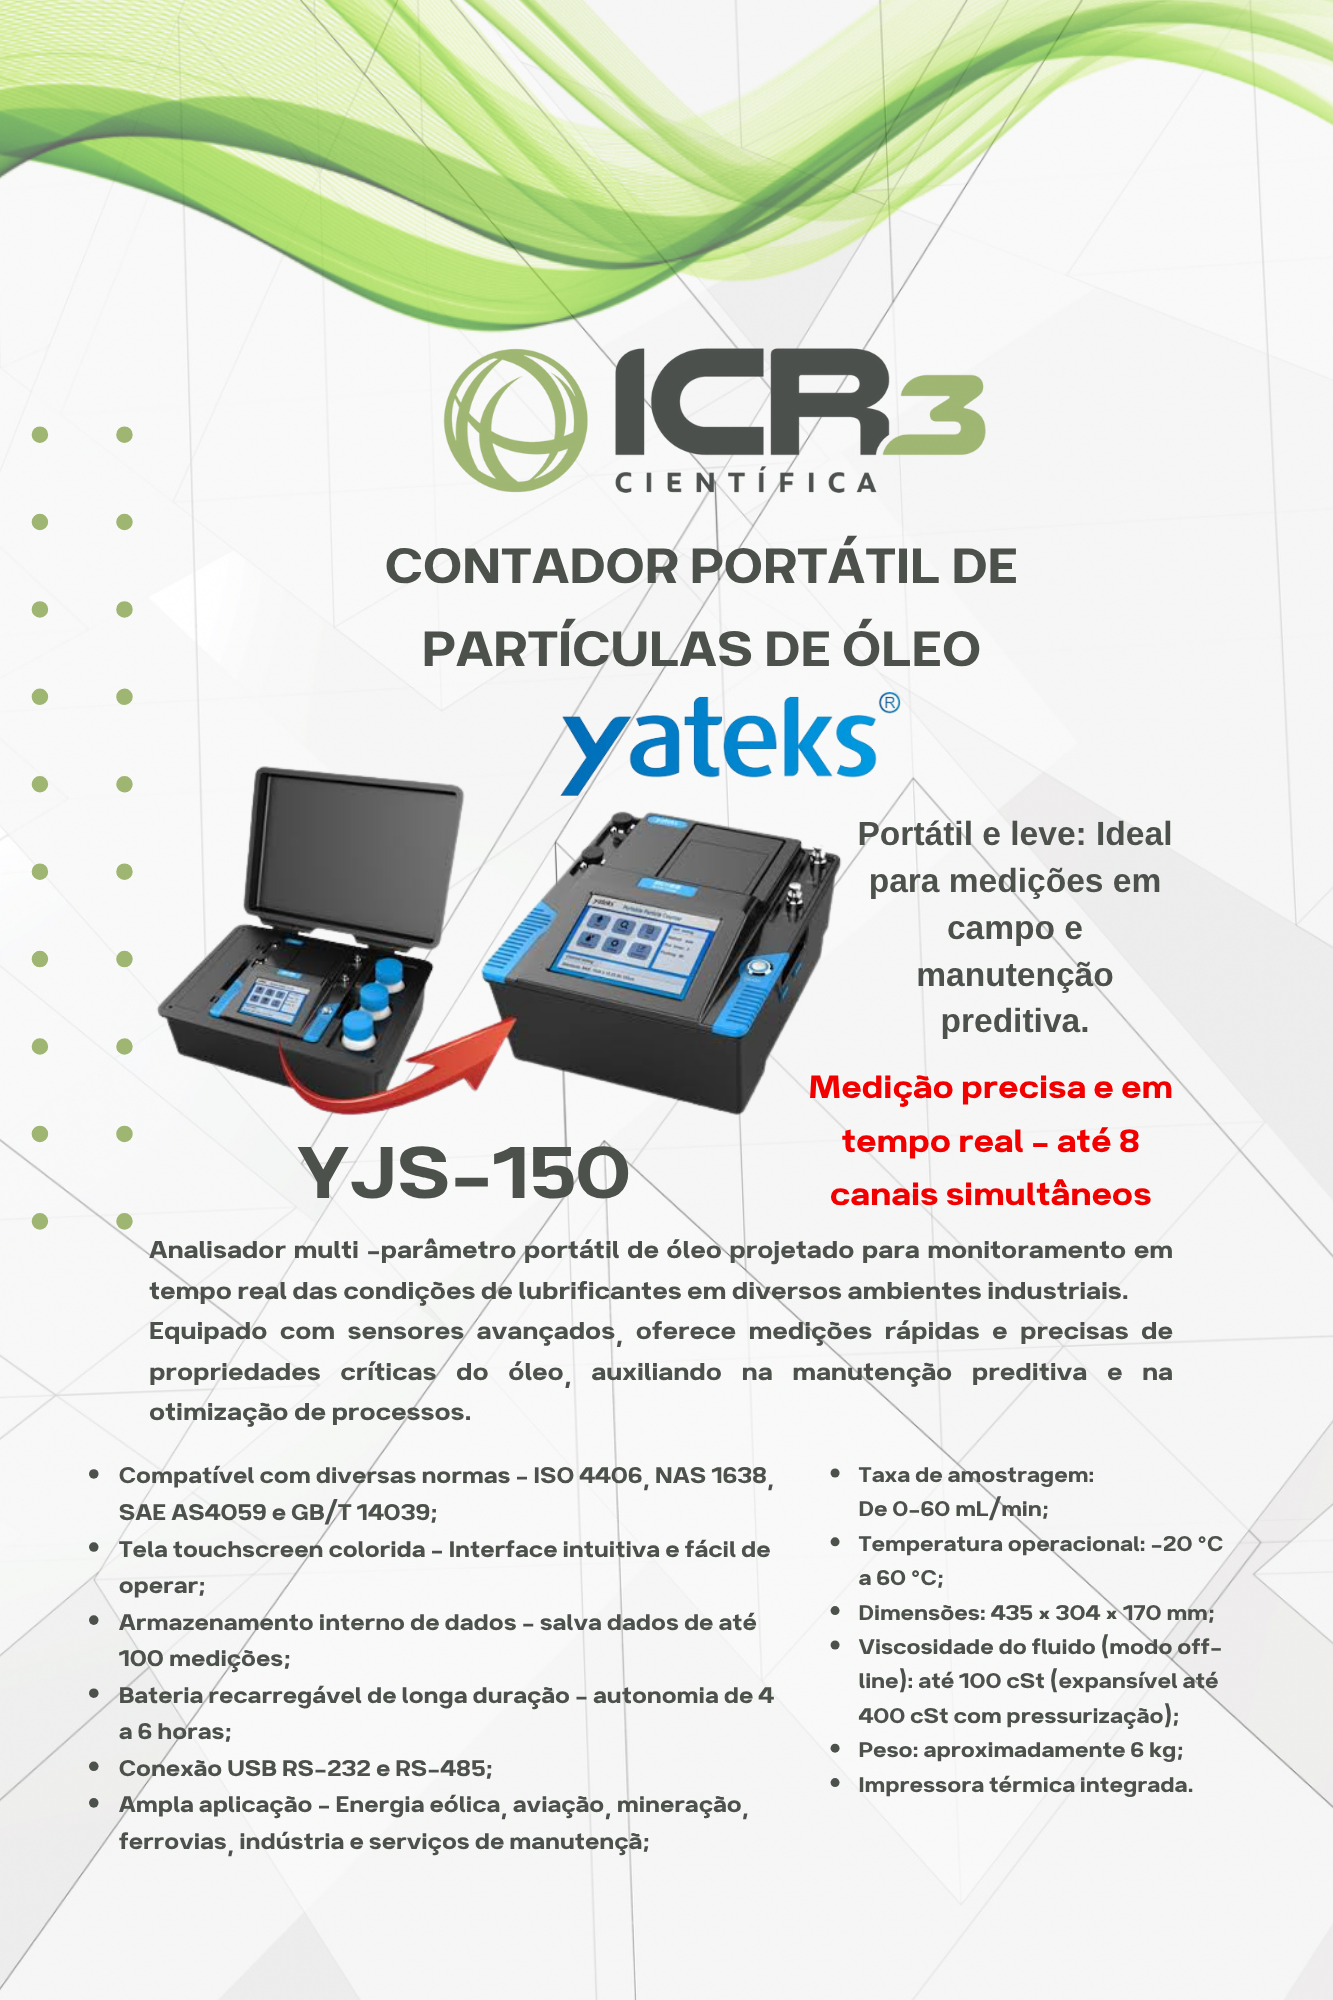 ICR3
CIENTÍFICA
CONTADOR PORTÁTIL DE
PARTÍCULAS DE ÓLEO
yateks®
Portátil e leve: Ideal
para medições em
campo e
manutenção
preditiva.
yateks
yateks Portable Particle Counter
Medição precisa e em
tempo real - até 8
canais simultâneos
YJS-150
Analisador multi -parâmetro portátil de óleo projetado para monitoramento em
tempo real das condições de lubrificantes em diversos ambientes industriais.
Equipado com sensores avançados, oferece medições rápidas e precisas de
propriedades críticas do óleo, auxiliando na manutenção preditiva e na
otimização de processos.
• Compatível com diversas normas - ISO 4406, NAS 1638,
SAE AS4059 e GB/T 14039;
• Tela touchscreen colorida - Interface intuitiva e fácil de
operar;
• Armazenamento interno de dados - salva dados de até
100 medições;
• Bateria recarregável de longa duração - autonomia de 4
a 6 horas;
• Conexão USB RS-232 e RS-485;
• Ampla aplicação - Energia eólica, aviação, mineração,
ferrovias, indústria e serviços de manutençã;
• Taxa de amostragem:
De 0-60 mL/min;
• Temperatura operacional: -20 °C
a 60 °C;
• Dimensões: 435 x 304 x 170 mm;
• Viscosidade do fluido (modo off-
line): até 100 cSt (expansível até
400 cSt com pressurização);
• Peso: aproximadamente 6 kg;
• Impressora térmica integrada.